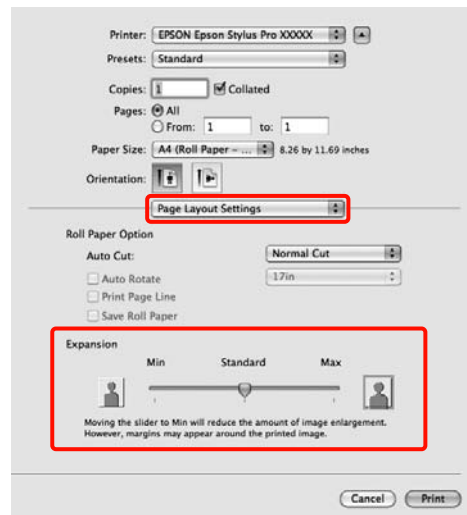 Printer: EPSON Epson Stylus Pro XXXXX
Presets: Standard
Copies: 1 Collated
Pages: All
From: 1 to: 1
Paper Size: A4 (Roll Paper – ... 8.26 by 11.69 inches
Orientation:
Page Layout Settings
Roll Paper Option
Auto Cut: Normal Cut
Auto Rotate 17in
Print Page Line
Save Roll Paper
Expansion
Min Standard Max
Moving the slider to Min will reduce the amount of image enlargement.
However, margins may appear around the printed image.
Cancel Print